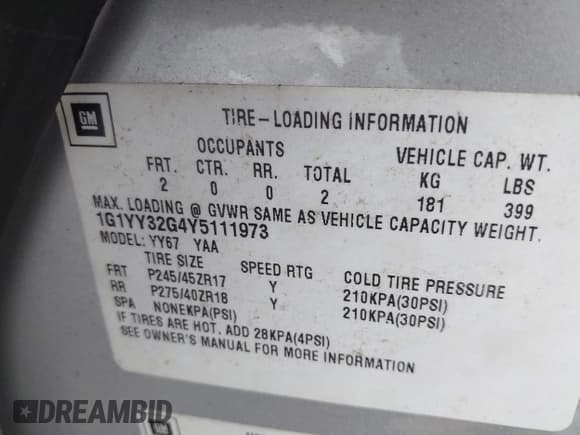 GM
TIRE-LOADING INFORMATION
OCCUPANTS VEHICLE CAP. WT.
FRT. CTR. RR. TOTAL KG LBS
2 0 0 2 181 399
MAX. LOADING @ GVWR SAME AS VEHICLE CAPACITY WEIGHT.
1G1YY32G4Y5111973
MODEL: YY67 YAA
TIRE SIZE SPEED RTG COLD TIRE PRESSURE
FRT P245/45ZR17 Y 210KPA(30PSI)
RR P275/40ZR18 Y 210KPA(30PSI)
SPA NONEKPA(PSI)
IF TIRES ARE HOT, ADD 28KPA(4PSI)
SEE OWNER'S MANUAL FOR MORE INFORMATION
DREAMBID
GM